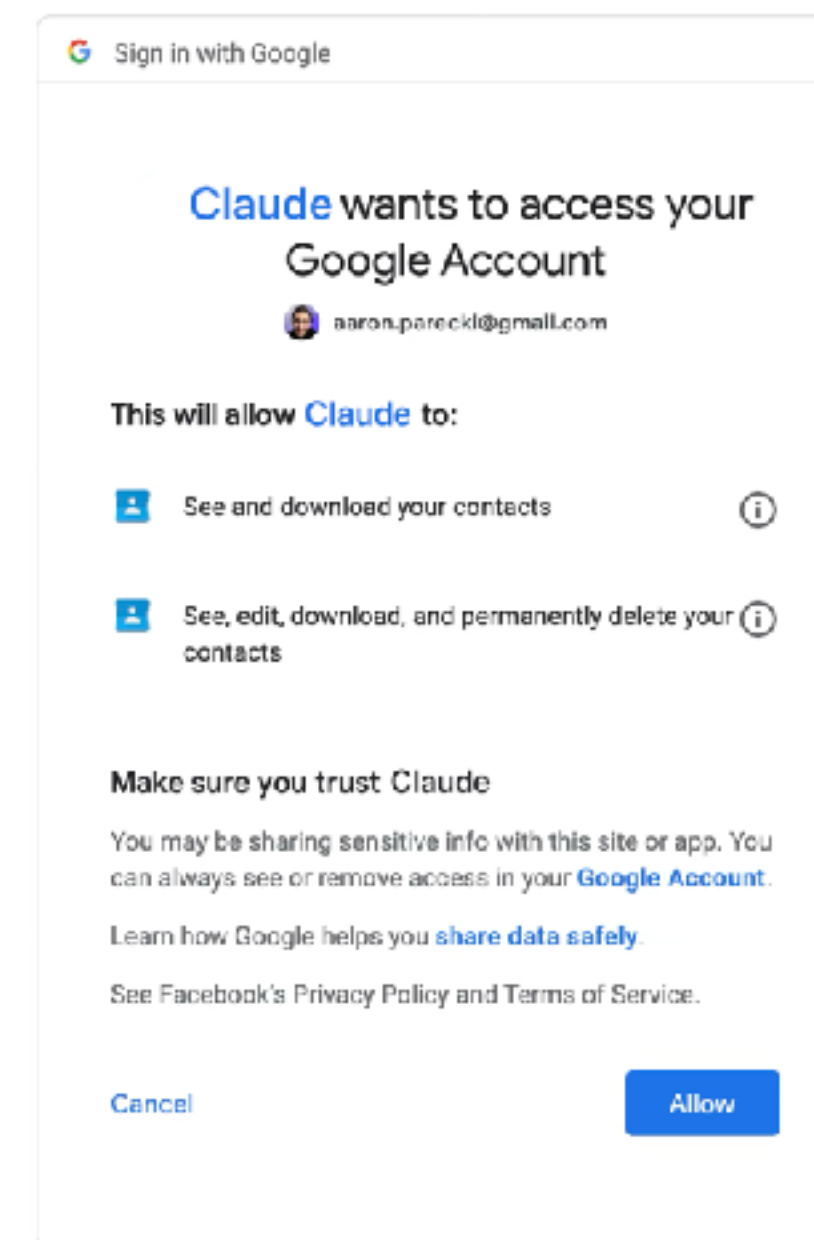 Sign in with Google
Claude wants to access your
Google Account
aaron.parecki@gmail.com
This will allow Claude to:
See and download your contacts
See, edit, download, and permanently delete your
contacts
Make sure you trust Claude
You may be sharing sensitive info with this site or app. You
can always see or remove access in your Google Account.
Learn how Google helps you share data safely.
See Facebook's Privacy Policy and Terms of Service.
Cancel
Allow